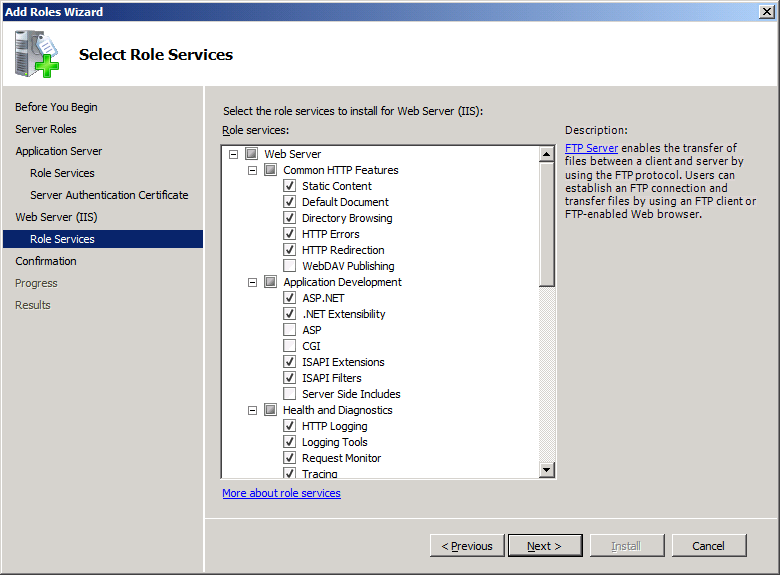 Add Roles Wizard
Select Role Services
Before You Begin
Server Roles
Application Server
Role Services
Server Authentication Certificate
Web Server (IIS)
Role Services
Confirmation
Progress
Results
Select the role services to install for Web Server (IIS):
Role services:
Web Server
Common HTTP Features
Static Content
Default Document
Directory Browsing
HTTP Errors
HTTP Redirection
WebDAV Publishing
Application Development
ASP.NET
.NET Extensibility
ASP
CGI
ISAPI Extensions
ISAPI Filters
Server Side Includes
Health and Diagnostics
HTTP Logging
Logging Tools
Request Monitor
Tracing
More about role services
Description:
FTP Server enables the transfer of
files between a client and server by
using the FTP protocol. Users can
establish an FTP connection and
transfer files by using an FTP client or
FTP-enabled Web browser.
< Previous
Next >
Install
Cancel